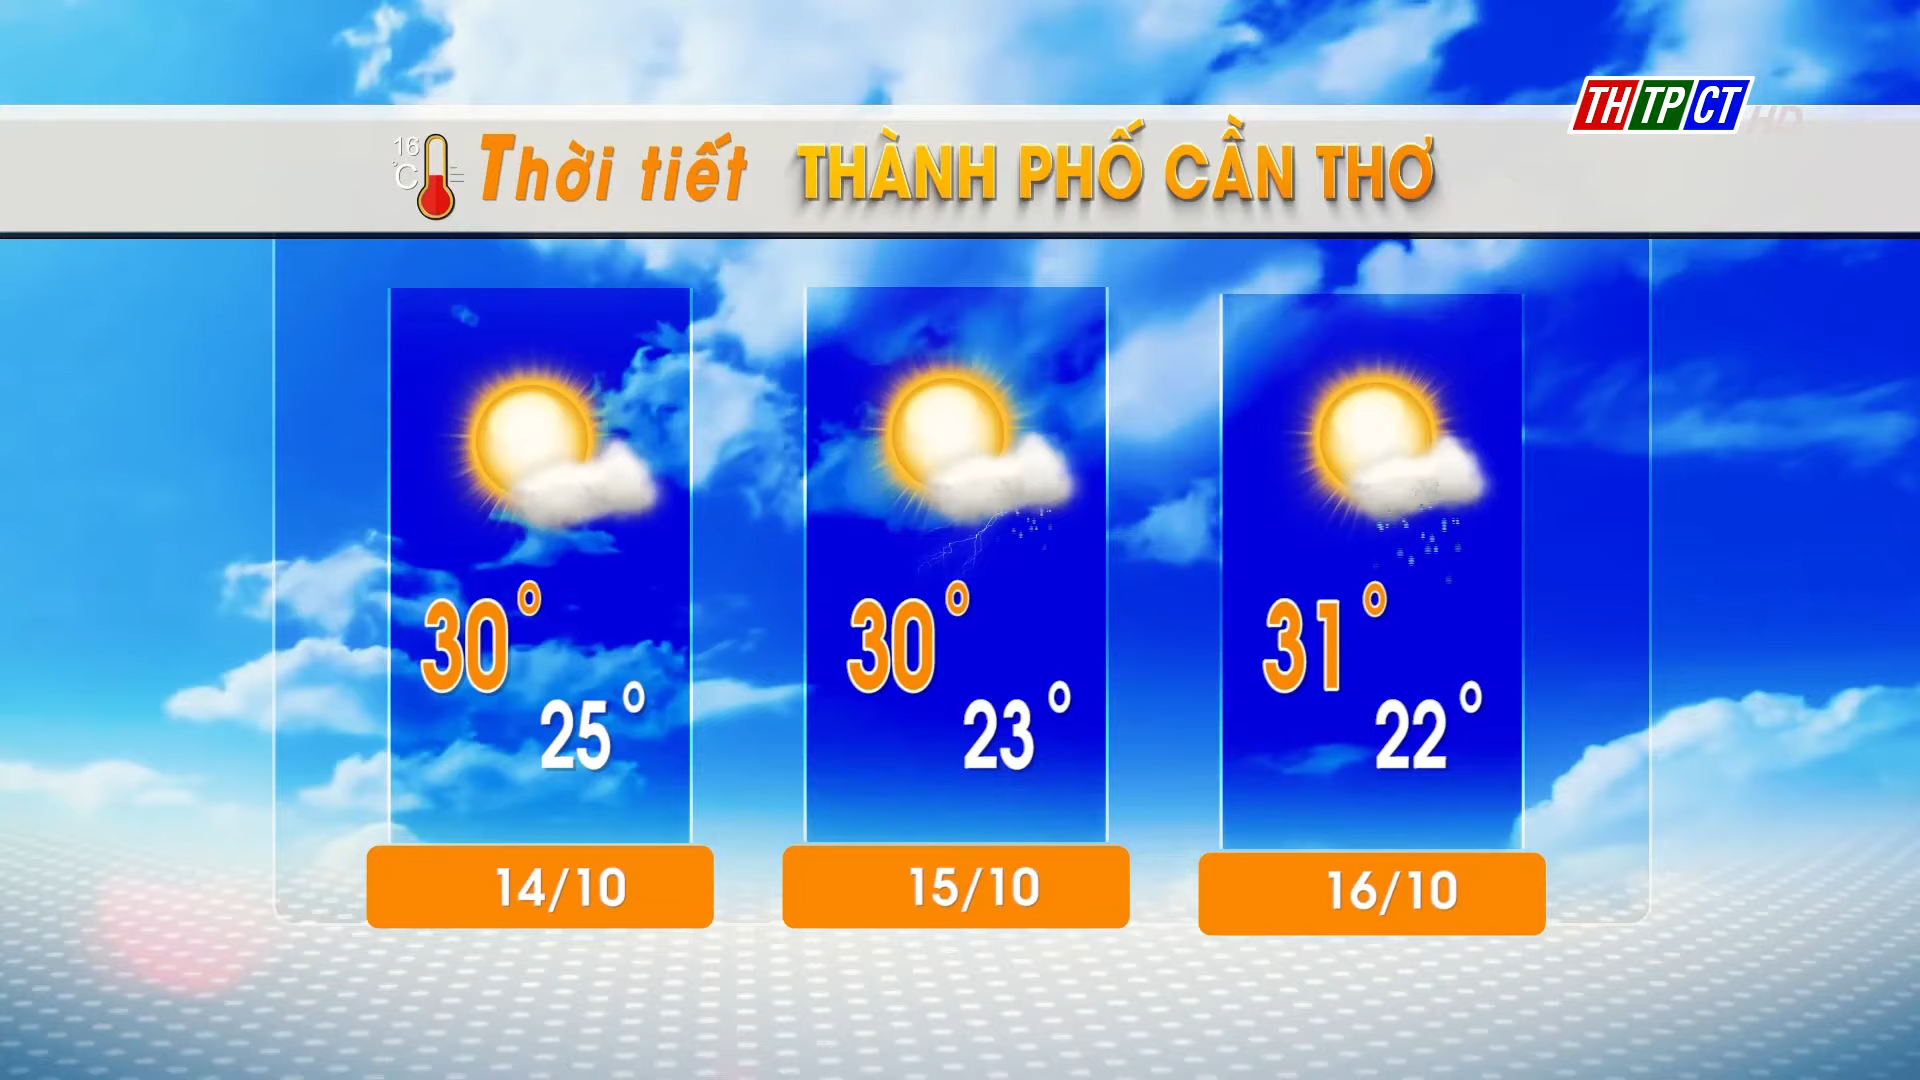 THTPCT HD
16
°C
Thời tiết THÀNH PHỐ CẦN THƠ
30° 30° 31°
25° 23° 22°
14/10 15/10 16/10